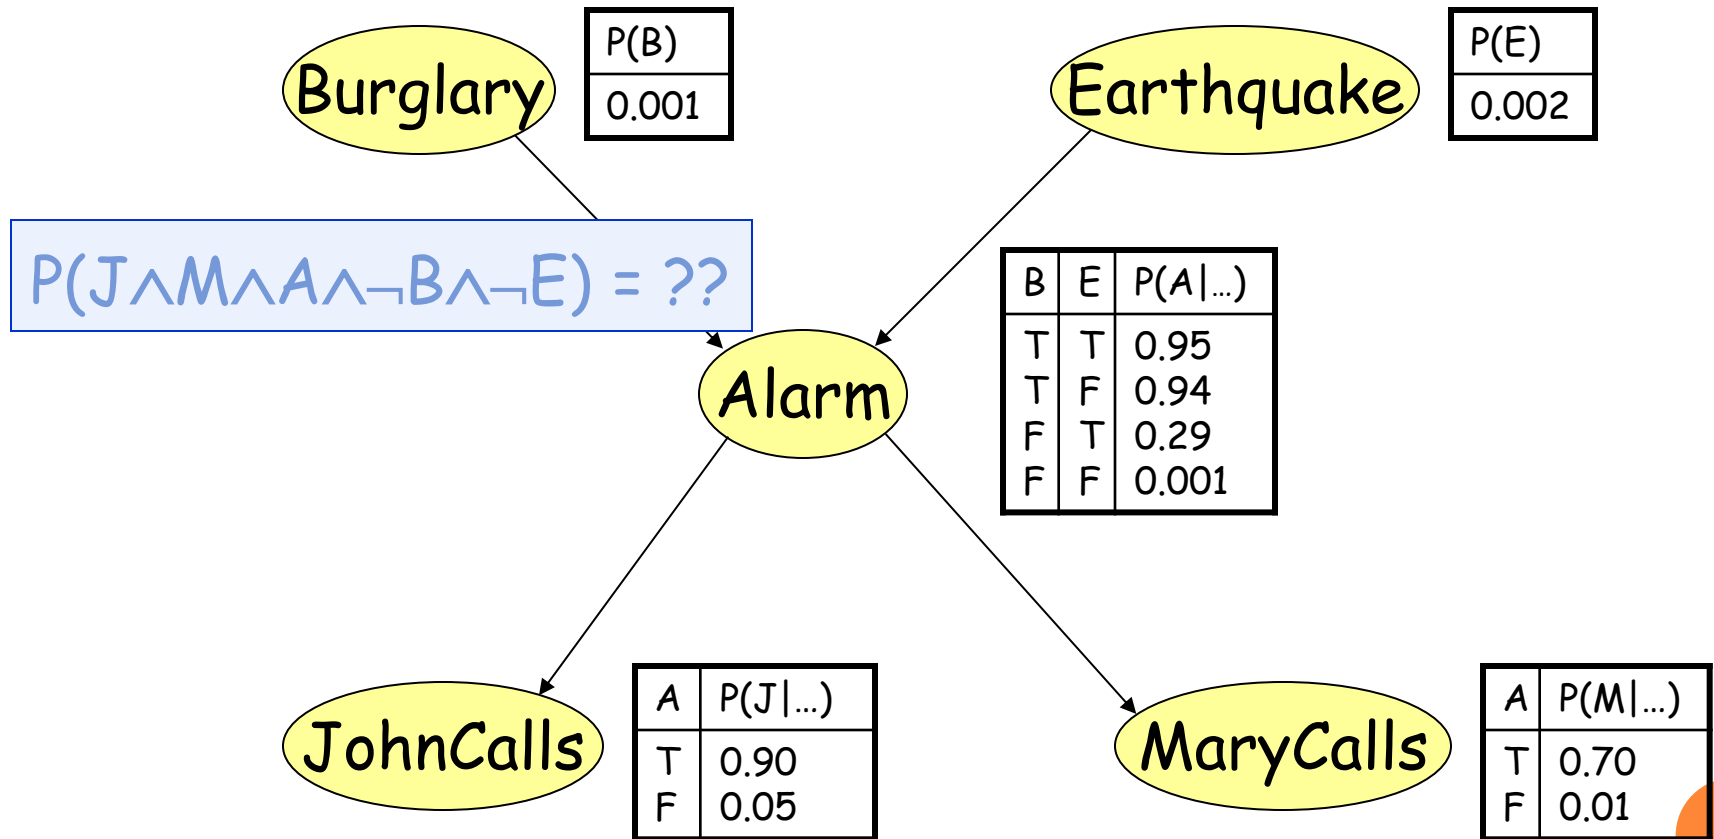 Burglary
P(B)
0.001
Earthquake
P(E)
0.002
P(J∧M∧A∧¬B∧¬E) = ??
B E P(A|…)
T T 0.95
T F 0.94
F T 0.29
F F 0.001
Alarm
JohnCalls
A P(J|…)
T 0.90
F 0.05
MaryCalls
A P(M|…)
T 0.70
F 0.01